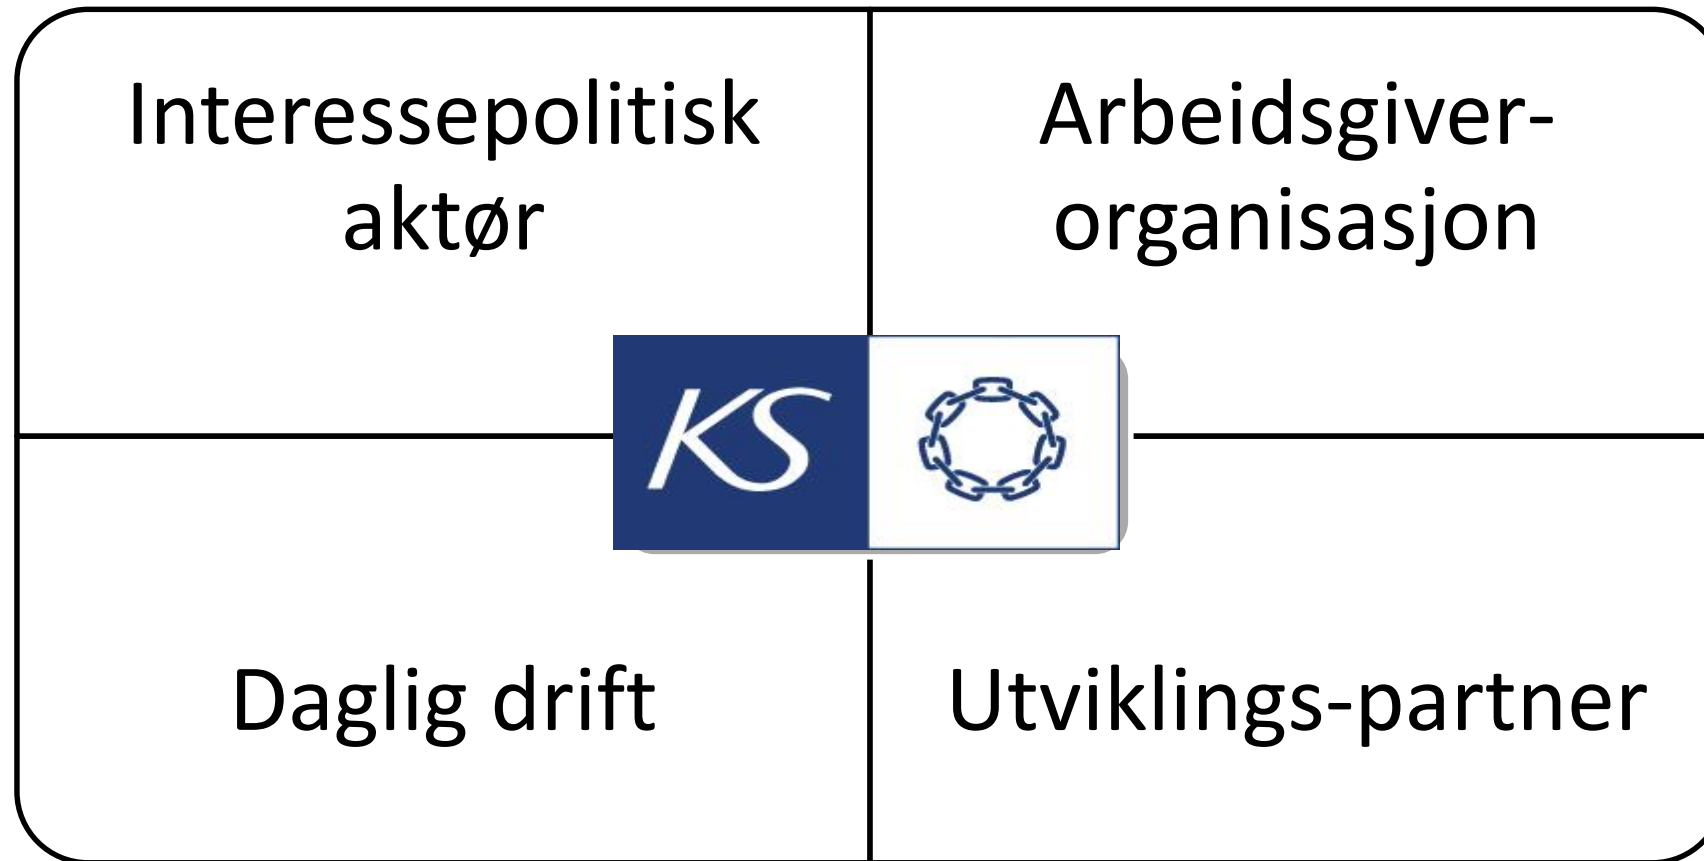 Interessepolitisk
aktør
Arbeidsgiver-
organisasjon
KS
Daglig drift
Utviklings-partner